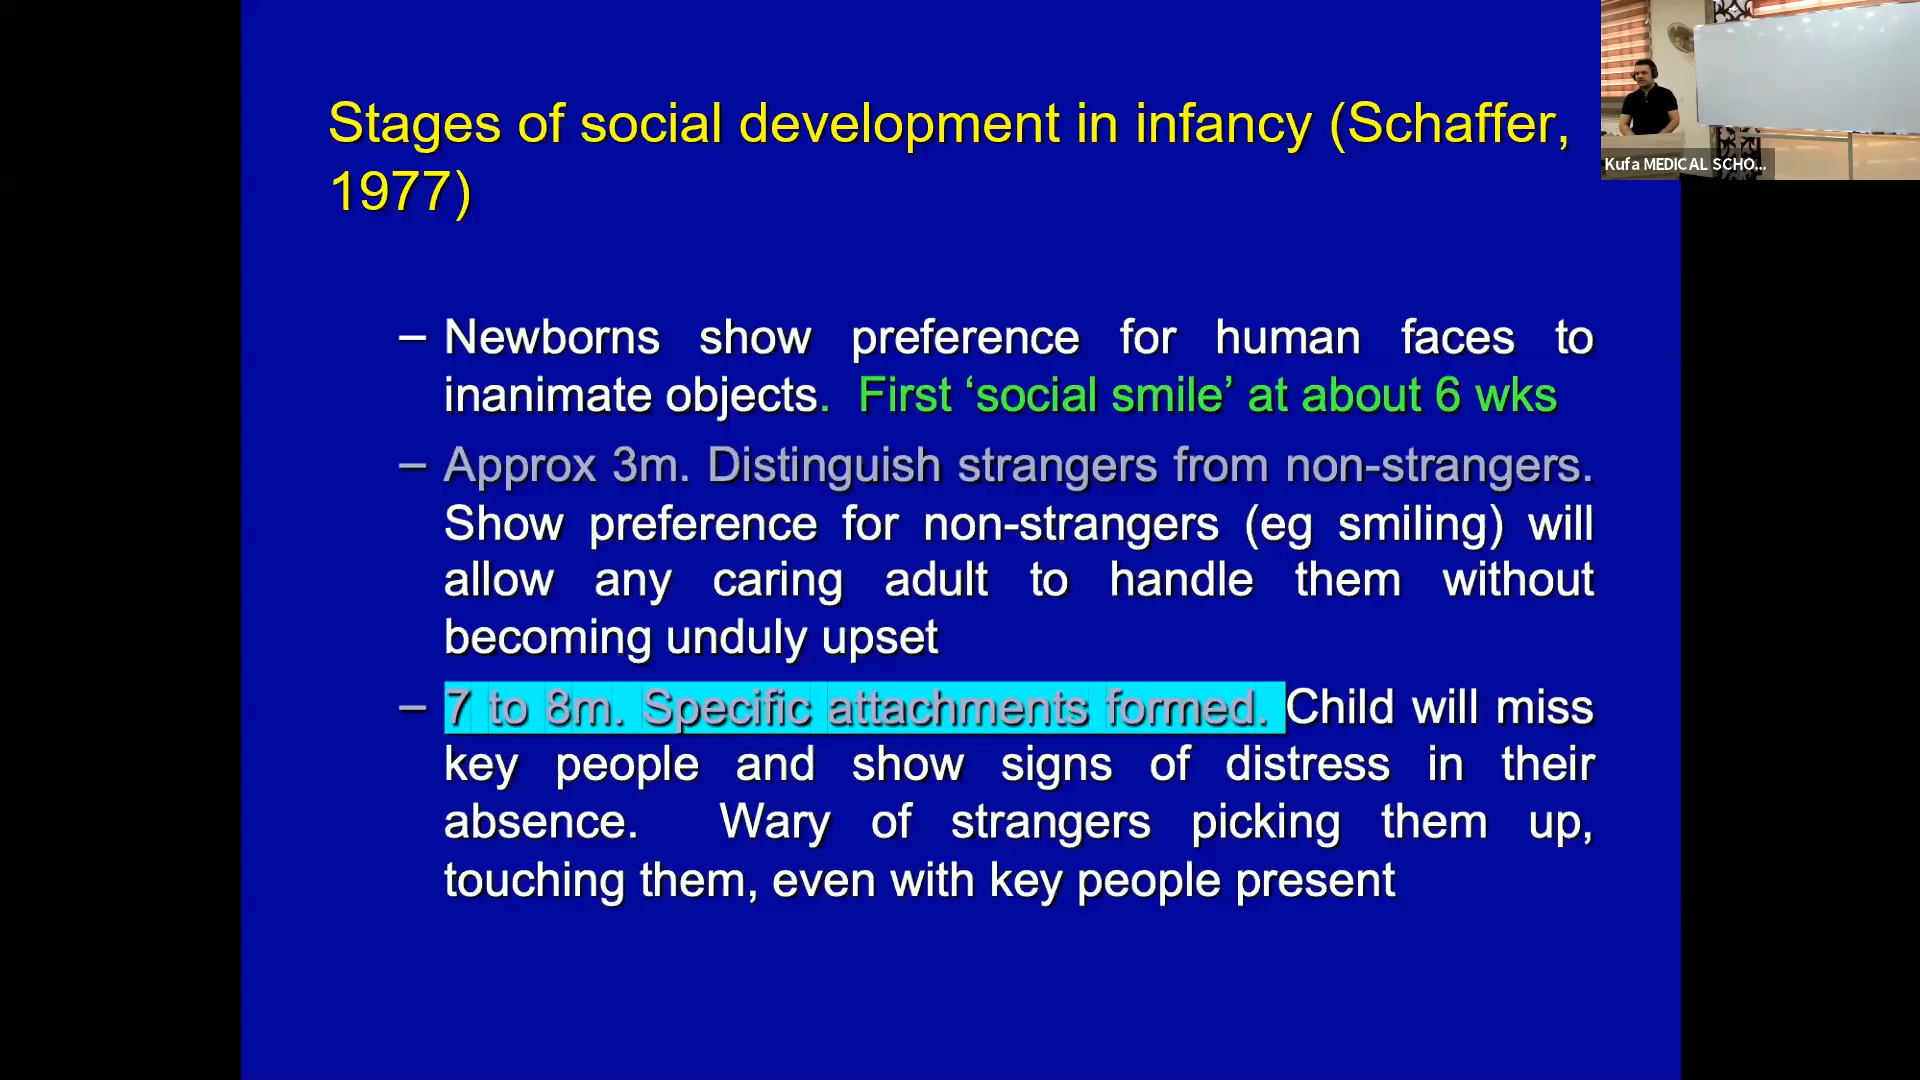 Stages of social development in infancy (Schaffer,
1977)
Kufa MEDICAL SCHO...
– Newborns show preference for human faces to
inanimate objects. First ‘social smile’ at about 6 wks
– Approx 3m. Distinguish strangers from non-strangers.
Show preference for non-strangers (eg smiling) will
allow any caring adult to handle them without
becoming unduly upset
– 7 to 8m. Specific attachments formed. Child will miss
key people and show signs of distress in their
absence. Wary of strangers picking them up,
touching them, even with key people present